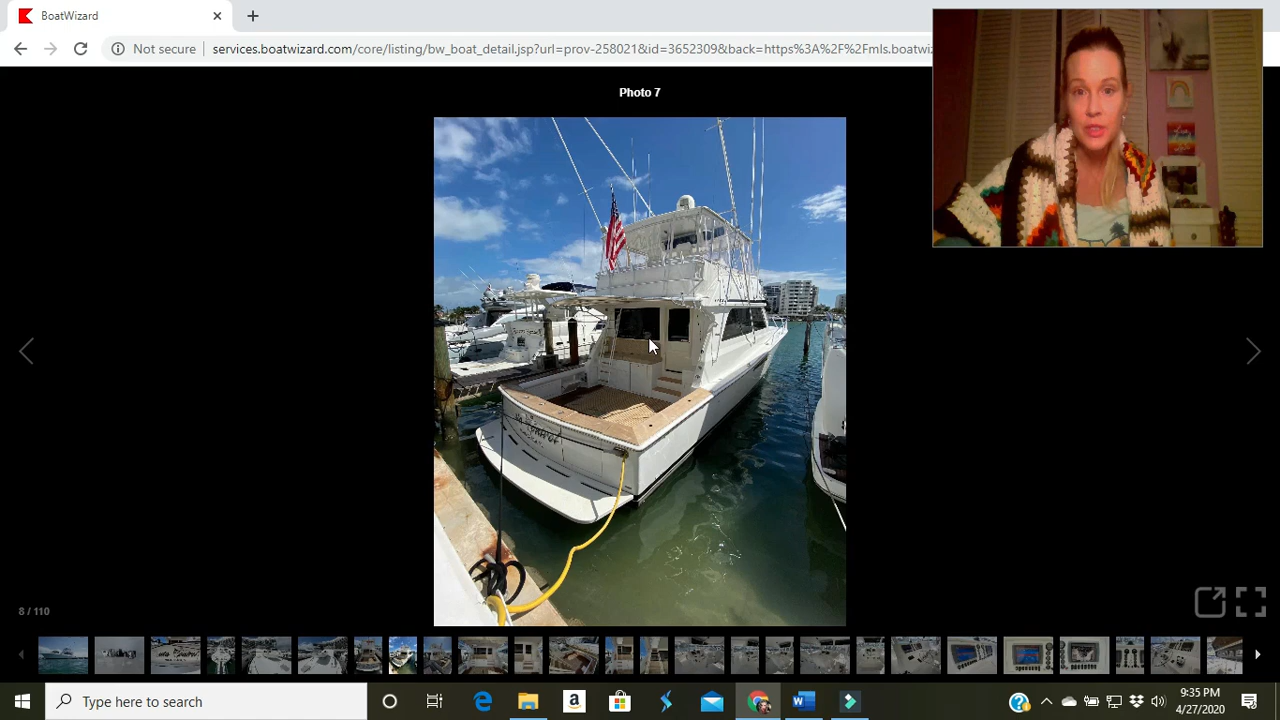 BoatWizard
Not secure
services.boatwizard.com/core/listing/bw_boat_detail.jsp?url=prov-258021&id=3652309&back=https%3A%2F%2Fmls.boatwi
Photo 7
8 / 110
Type here to search
9:35 PM
4/27/2020